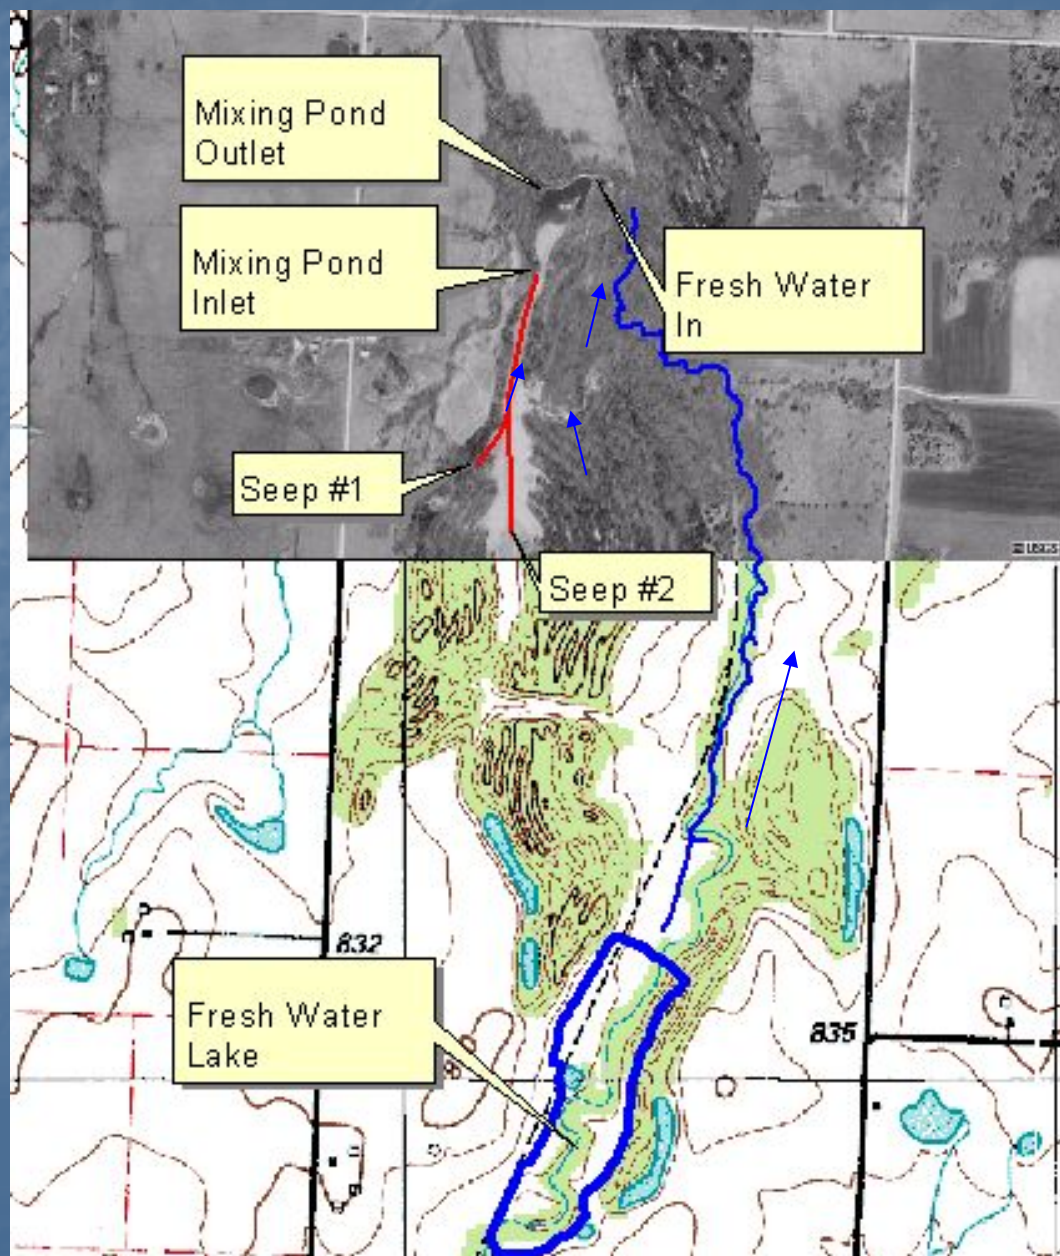 Mixing Pond
Outlet
Mixing Pond
Inlet
Fresh Water
In
Seep #1
Seep #2
832
Fresh Water
Lake
835